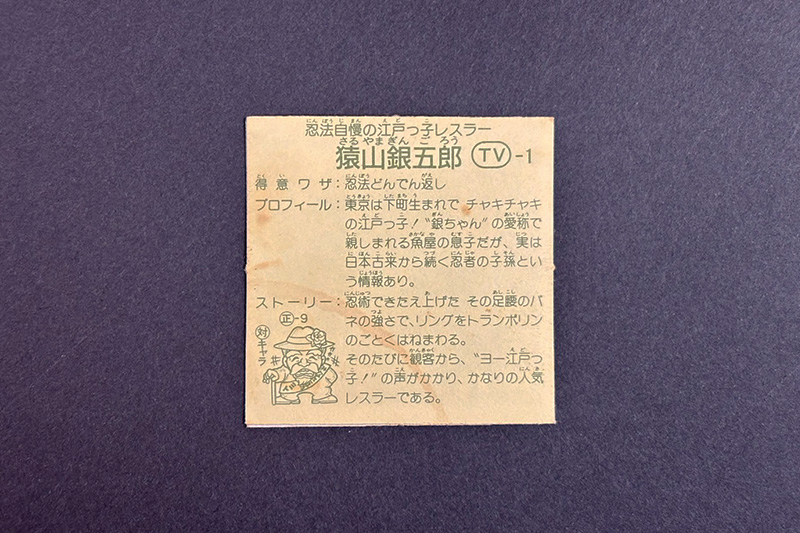 忍法自慢の江戸っ子レスラー
猿山銀五郎 TV-1
得意ワザ:忍法どんでん返し
プロフィール:東京は下町生まれで チャキチャキ
の江戸っ子!“銀ちゃん”の愛称で
親しまれる魚屋の息子だが、実は
日本古来から続く忍者の子孫とい
う情報あり。
ストーリー:忍術できたえ上げた その足腰のバ
ネの強さで、リングをトランポリン
のごとくはねまわる。
そのたびに観客から、“ヨー江戸っ
子!”の声がかかり、かなりの人気
レスラーである。
正-9
対キャラ